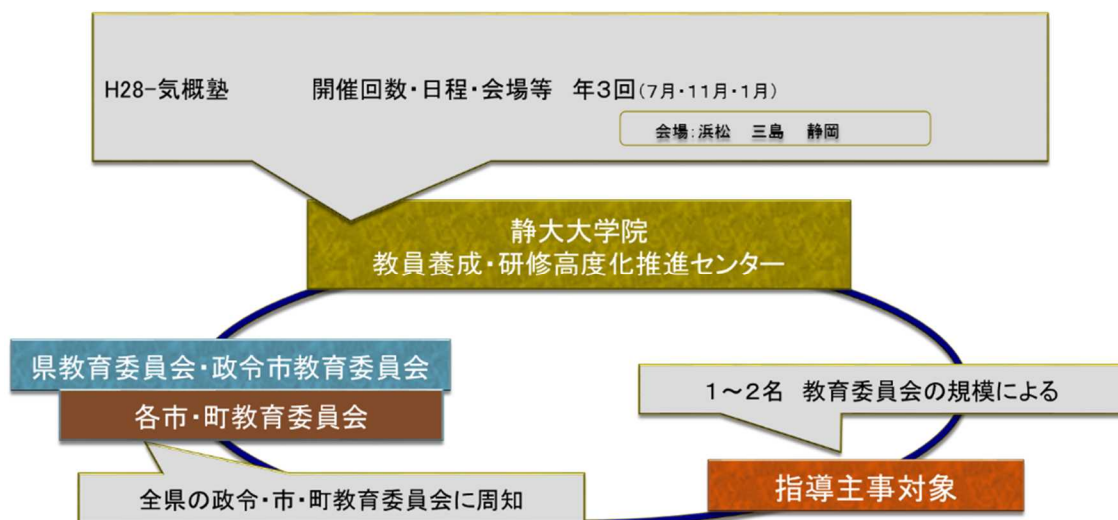 H28-気概塾 開催回数・日程・会場等 年3回(7月・11月・1月)
会場:浜松 三島 静岡
静大大学院
教員養成・研修高度化推進センター
県教育委員会・政令市教育委員会
各市・町教育委員会
1～2名 教育委員会の規模による
全県の政令・市・町教育委員会に周知
指導主事対象